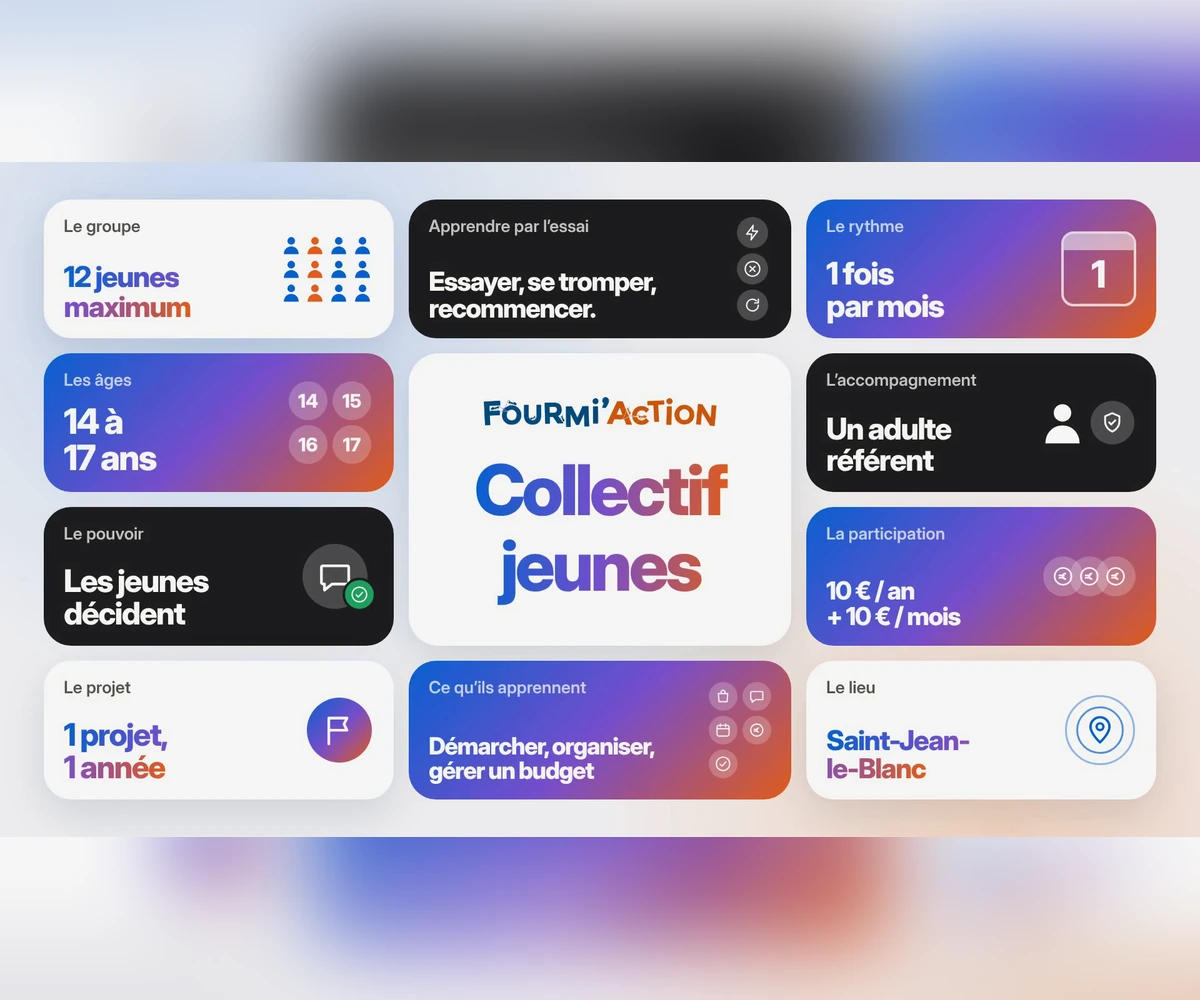 Le groupe
12 jeunes
maximum
Apprendre par l’essai
Essayer, se tromper,
recommencer.
Le rythme
1 fois
par mois
1
Les âges
14 à
17 ans
14 15
16 17
FOURMi’ACTiON
Collectif
jeunes
L’accompagnement
Un adulte
référent
Le pouvoir
Les jeunes
décident
La participation
10 € / an
+ 10 € / mois
Le projet
1 projet,
1 année
Ce qu’ils apprennent
Démarcher, organiser,
gérer un budget
Le lieu
Saint-Jean-
le-Blanc